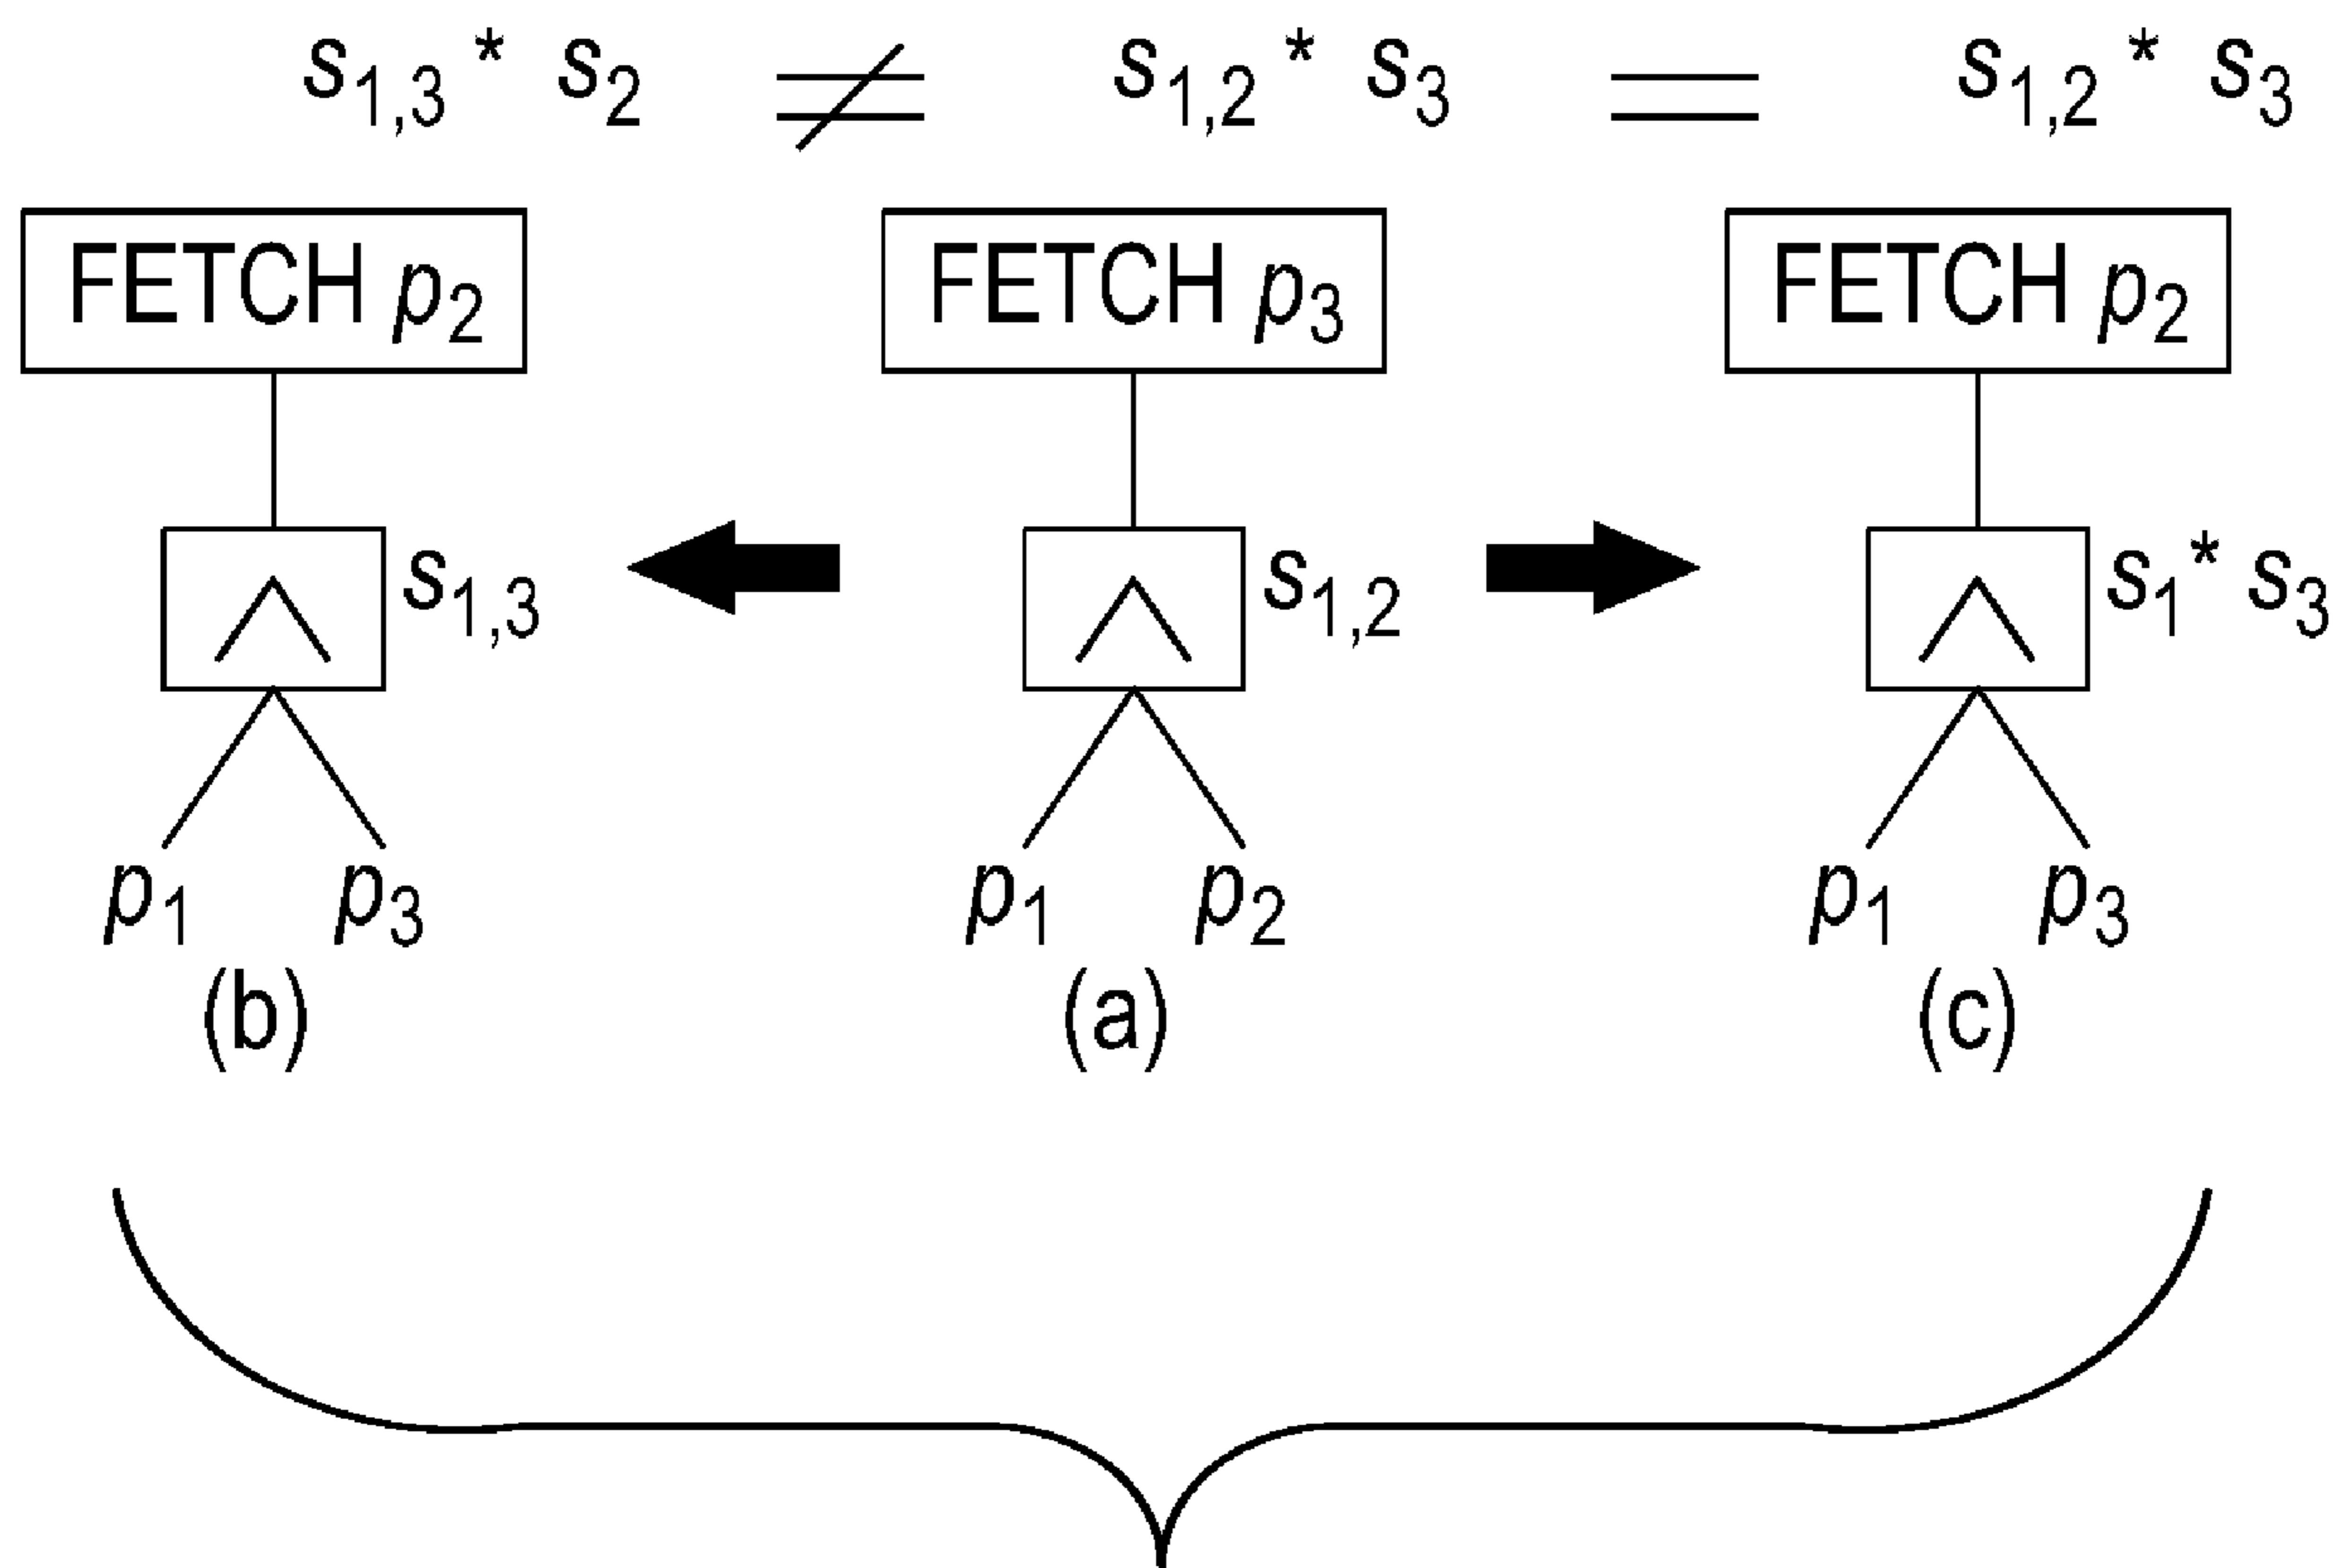 s1,3 * s2 ≠ s1,2 * s3 = s1,2 * s3
FETCH p2 FETCH p3 FETCH p2
s1,3 s1,2 s1 * s3
p1 p3 p1 p2 p1 p3
(b) (a) (c)